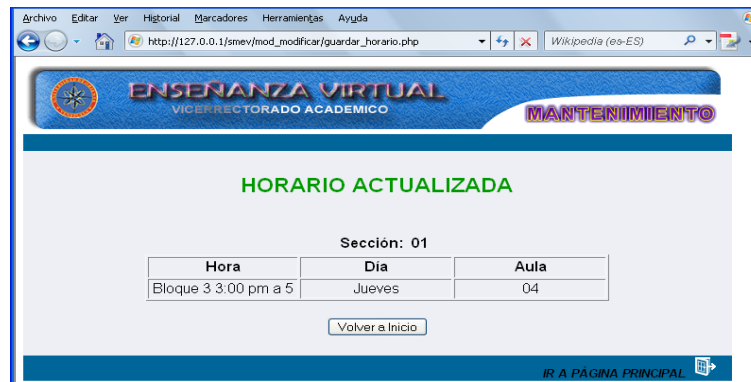 Archivo Editar Ver Historial Marcadores Herramientas Ayuda
http://127.0.0.1/smev/mod_modificar/guardar_horario.php Wikipedia (es-ES)
ENSEÑANZA VIRTUAL
VICERRECTORADO ACADEMICO
MANTENIMIENTO
HORARIO ACTUALIZADA
Sección: 01
Hora Día Aula
Bloque 3 3:00 pm a 5 Jueves 04
Volver a Inicio
IR A PÁGINA PRINCIPAL